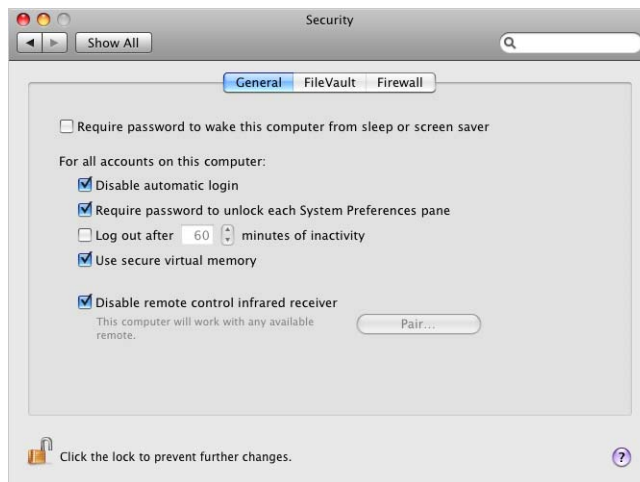 Security
Show All
General FileVault Firewall
Require password to wake this computer from sleep or screen saver
For all accounts on this computer:
Disable automatic login
Require password to unlock each System Preferences pane
Log out after 60 minutes of inactivity
Use secure virtual memory
Disable remote control infrared receiver
This computer will work with any available
remote.
Pair...
Click the lock to prevent further changes.
?